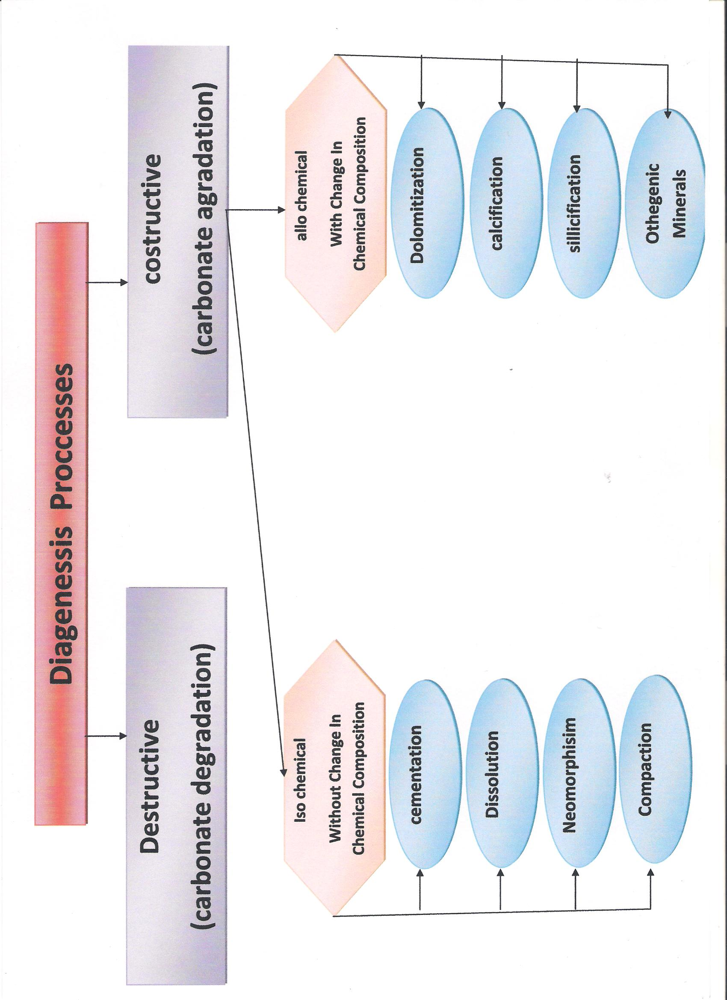 Diagenessis Proccesses
Destructive
(carbonate degradation)
costructive
(carbonate agradation)
Iso chemical
Without Change In
Chemical Composition
cementation
Dissolution
Neomorphisim
Compaction
allo chemical
With Change In
Chemical Composition
Dolomitization
calcification
sillicification
Othegenic
Minerals